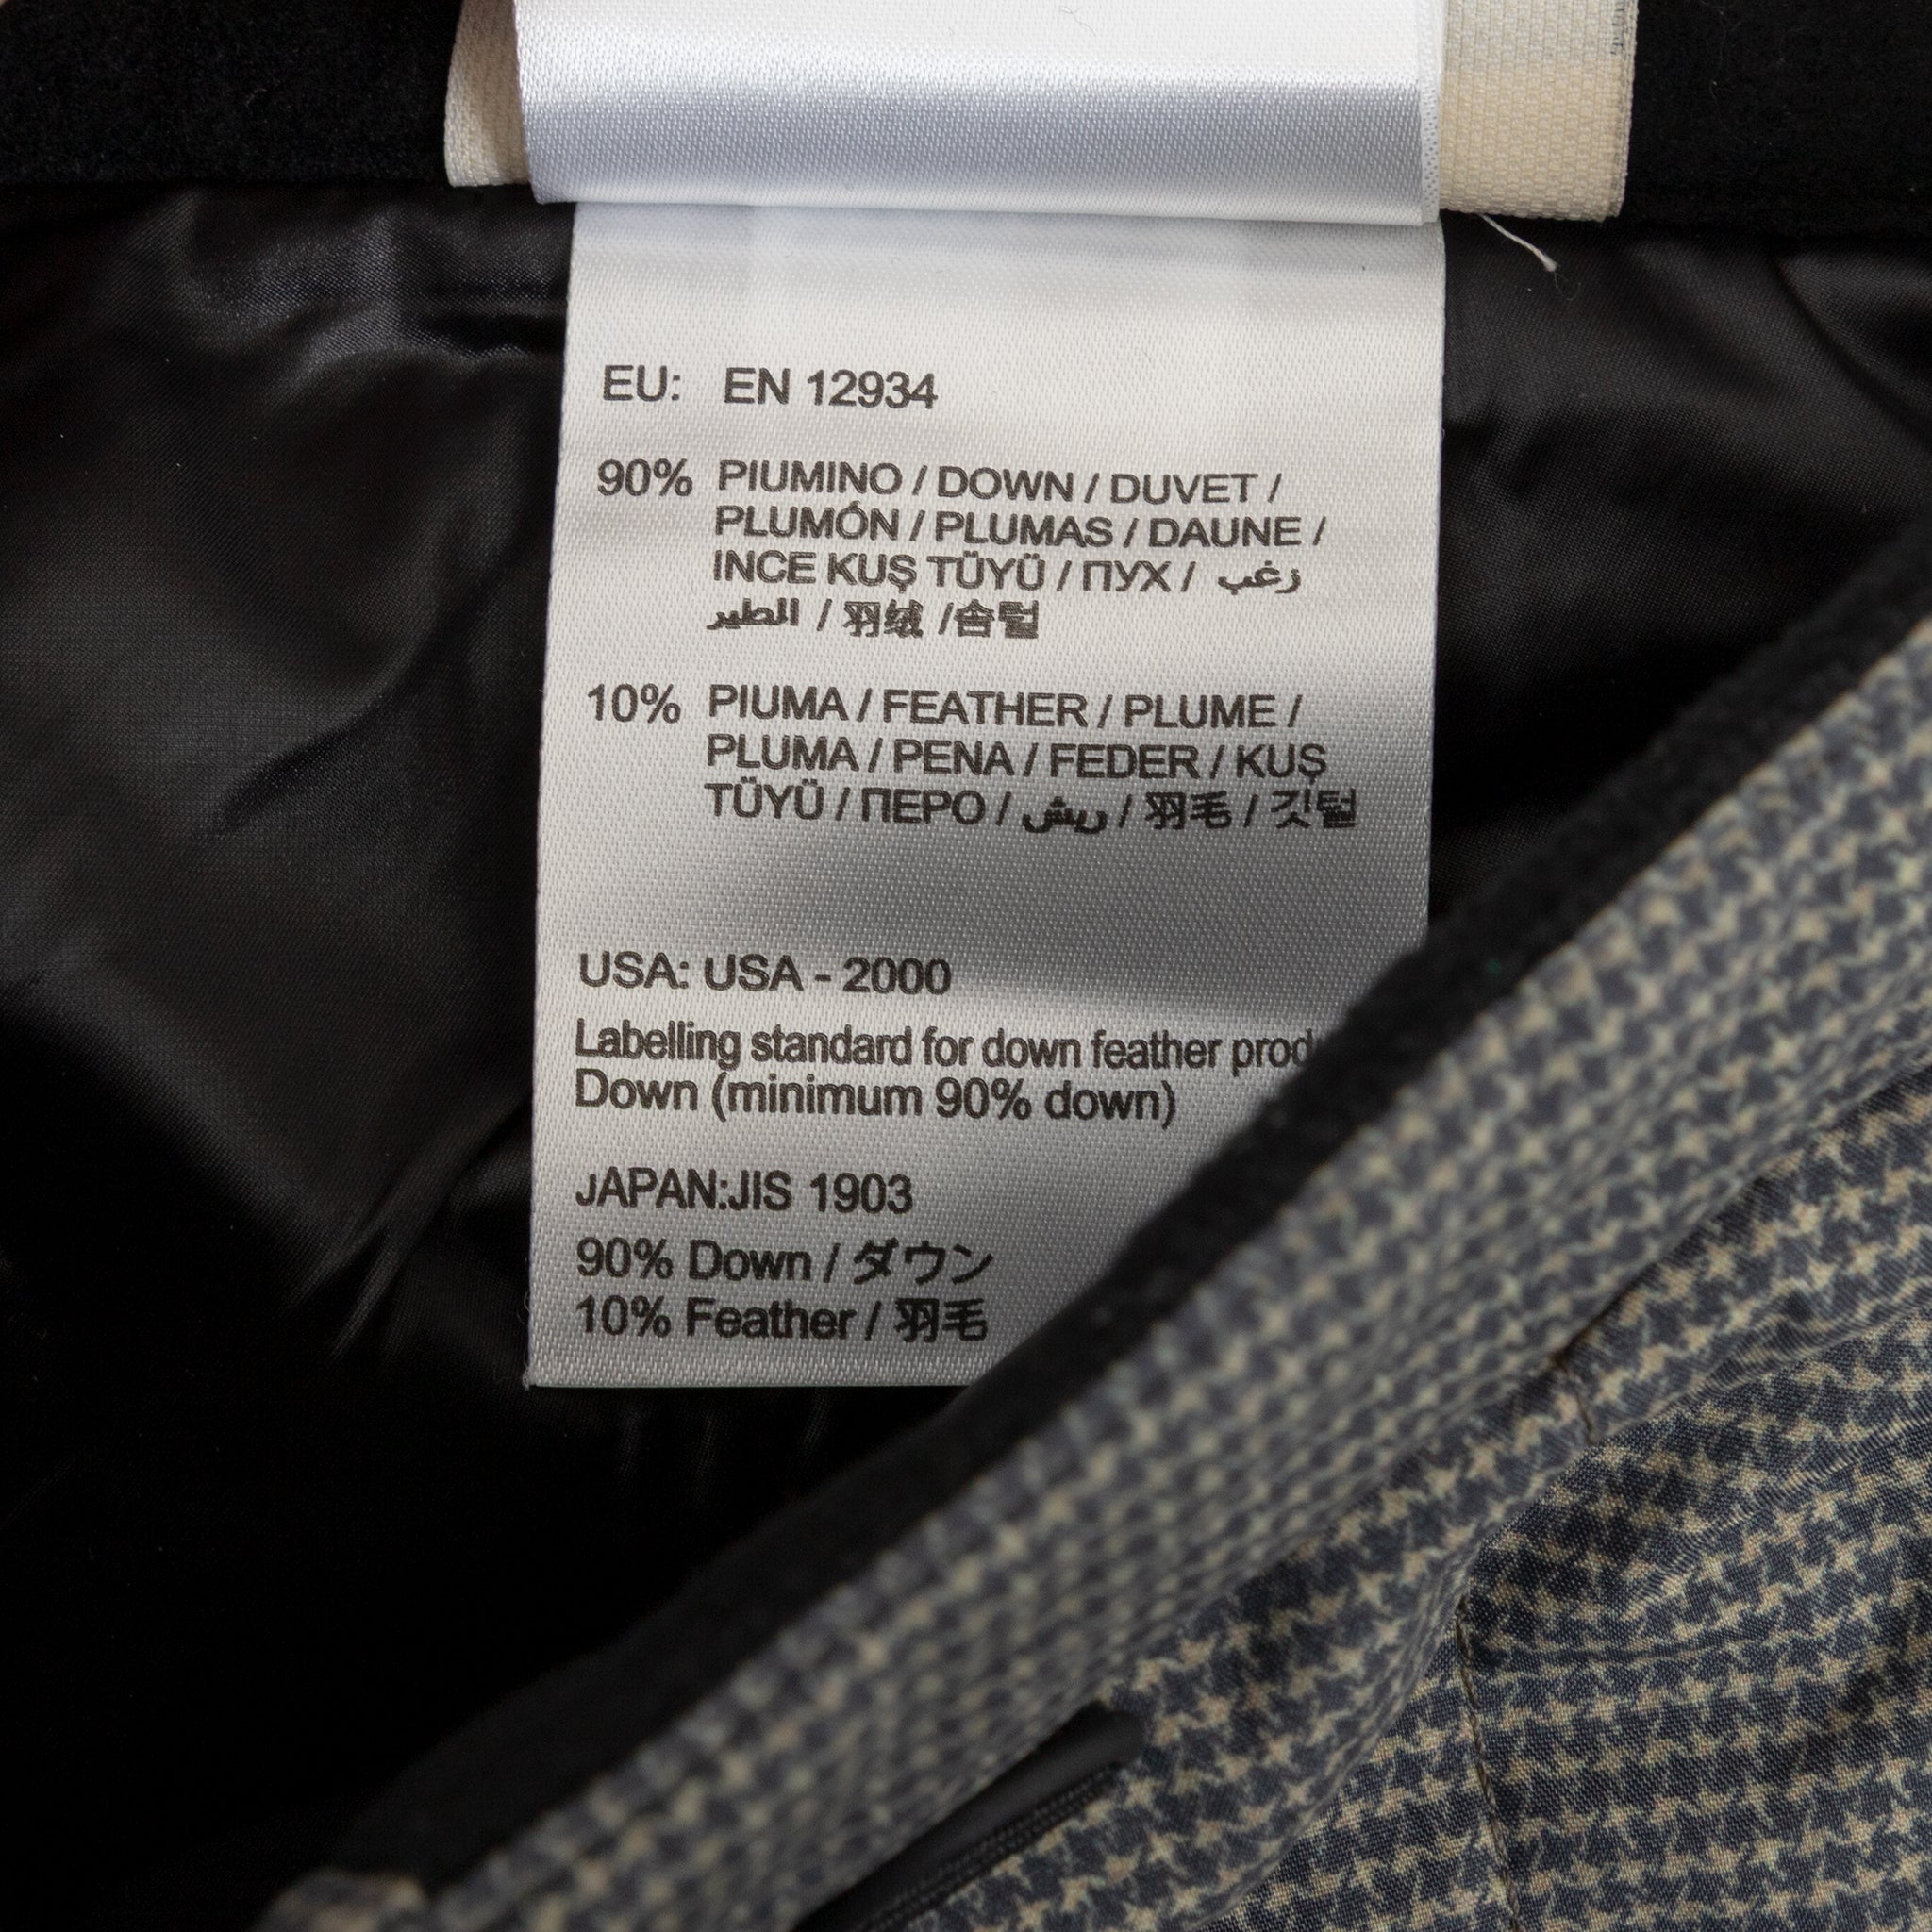 EU: EN 12934
90% PIUMINO / DOWN / DUVET /
PLUMÓN / PLUMAS / DAUNE /
INCE KUŞ TÜYÜ / ПУХ / زغب
الطير / 羽绒 /솜털
10% PIUMA / FEATHER / PLUME /
PLUMA / PENA / FEDER / KUŞ
TÜYÜ / ПЕРО / ريش / 羽毛 / 깃털
USA: USA - 2000
Labelling standard for down feather
Down (minimum 90% down)
JAPAN:JIS 1903
90% Down / ダウン
10% Feather / 羽毛